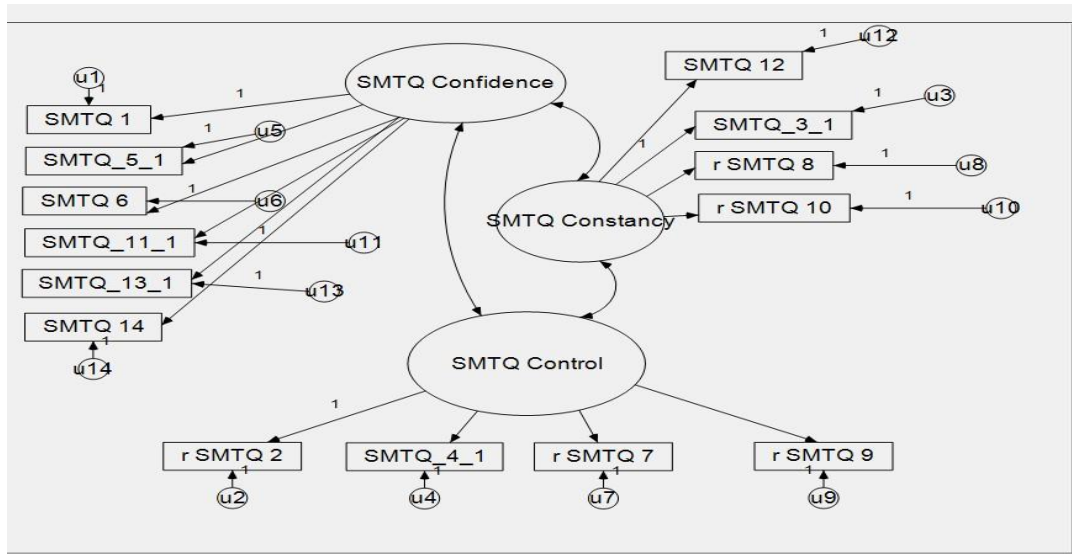 u1
1
SMTQ 1
1
SMTQ Confidence
1
u5
SMTQ_5_1
1
u6
SMTQ 6
SMTQ_11_1
u11
1
SMTQ_13_1
u13
SMTQ 14
1
u14
SMTQ 12
1
u12
1
SMTQ_3_1
1
u3
r SMTQ 8
1
u8
r SMTQ 10
1
u10
SMTQ Constancy
SMTQ Control
1
r SMTQ 2
1
u2
SMTQ_4_1
1
u4
r SMTQ 7
1
u7
r SMTQ 9
1
u9